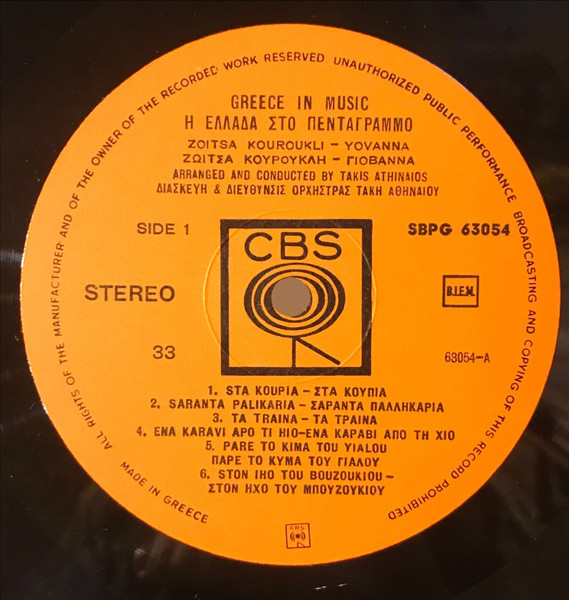 ALL RIGHTS OF THE MANUFACTURER AND OF THE OWNER OF THE RECORDED WORK RESERVED UNAUTHORIZED PUBLIC PERFORMANCE BROADCASTING AND COPYING OF THIS RECORD PROHIBITED
GREECE IN MUSIC
Η ΕΛΛΑΔΑ ΣΤΟ ΠΕΝΤΑΓΡΑΜΜΟ
ZOITSA KOUROUKLI – YOVANNA
ΖΩΙΤΣΑ ΚΟΥΡΟΥΚΛΗ – ΓΙΟΒΑΝΝΑ
ARRANGED AND CONDUCTED BY TAKIS ATHINAIOS
ΔΙΑΣΚΕΥΗ & ΔΙΕΥΘΥΝΣΙΣ ΟΡΧΗΣΤΡΑΣ ΤΑΚΗ ΑΘΗΝΑΙΟΥ
SIDE 1
SBPG 63054
CBS
STEREO
B.I.E.M.
33
63054-A
1. STA KOUPIA – ΣΤΑ ΚΟΥΠΙΑ
2. SARANTA PALIKARIA – ΣΑΡΑΝΤΑ ΠΑΛΛΗΚΑΡΙΑ
3. TA TRAINA – ΤΑ ΤΡΑΙΝΑ
4. ENA KARAVI APO TI HIO–ΕΝΑ ΚΑΡΑΒΙ ΑΠΟ ΤΗ ΧΙΟ
5. PARE TO KIMA TOU YIALOU
ΠΑΡΕ ΤΟ ΚΥΜΑ ΤΟΥ ΓΙΑΛΟΥ
6. STON IHO TOU BOUZOUKIOU –
ΣΤΟΝ ΗΧΟ ΤΟΥ ΜΠΟΥΖΟΥΚΙΟΥ
MADE IN GREECE
CBS